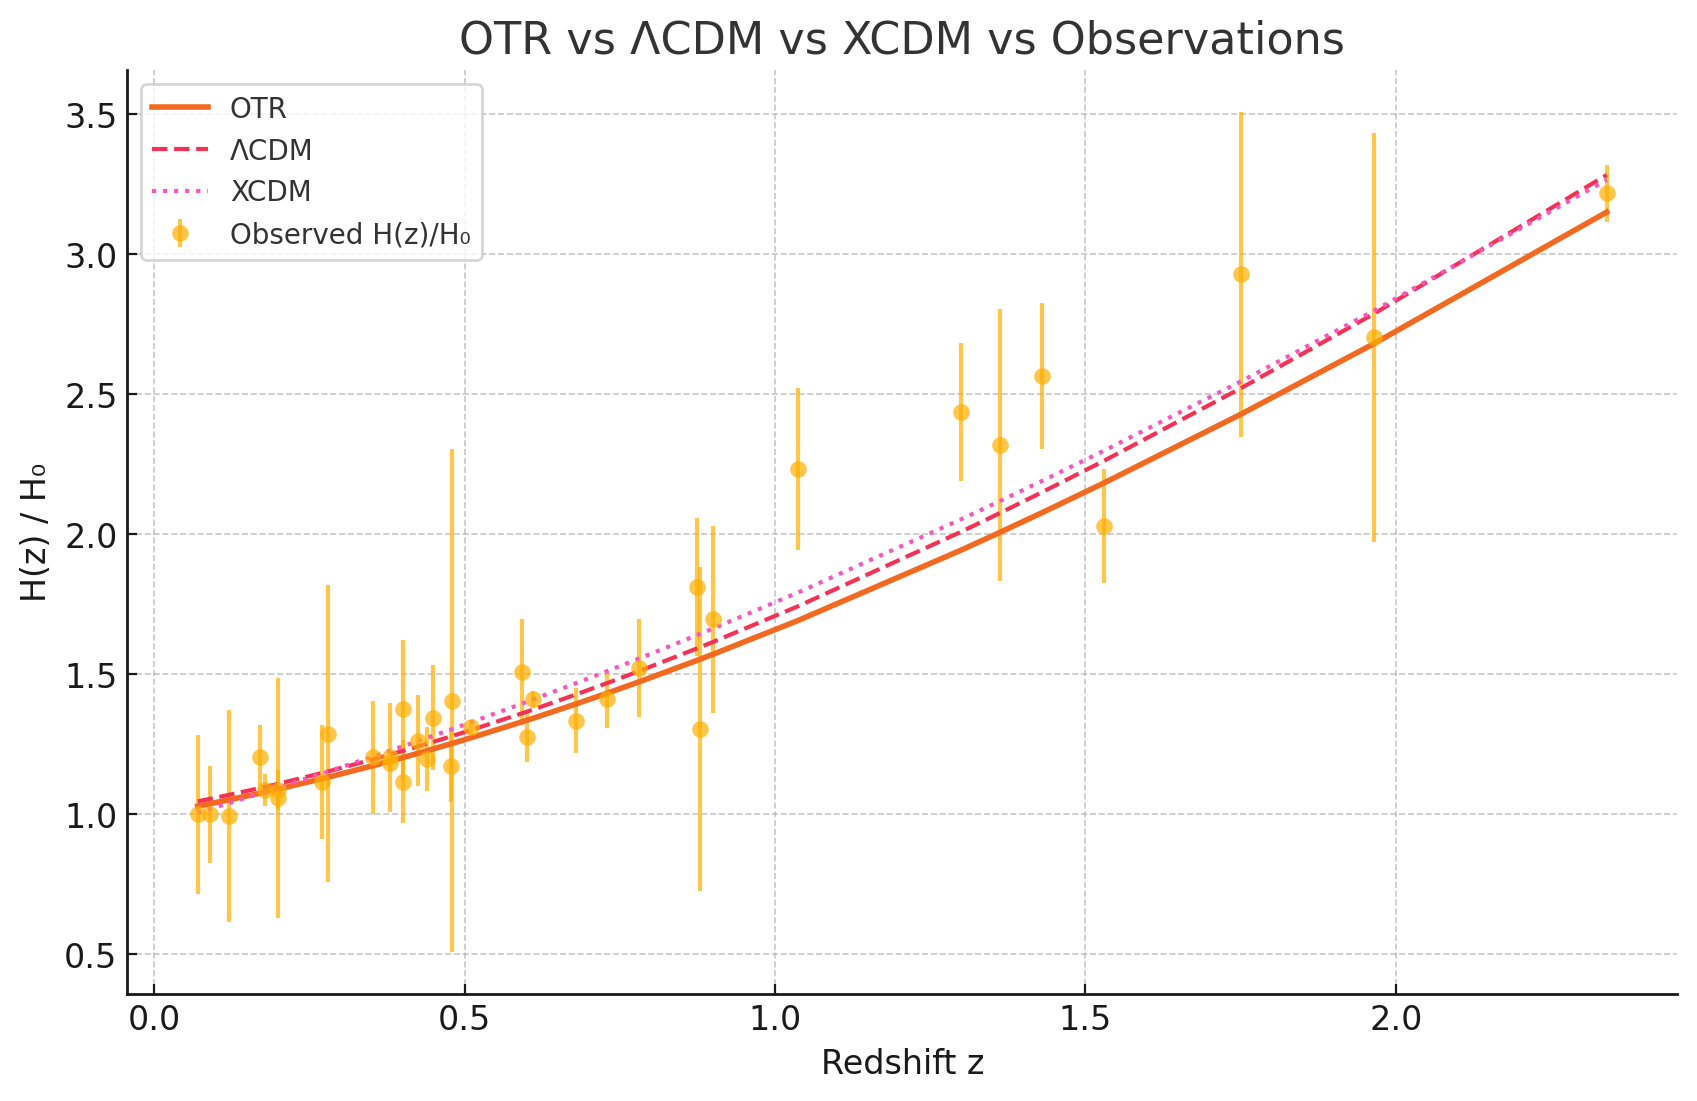 OTR vs ΛCDM vs XCDM vs Observations
OTR
ΛCDM
XCDM
Observed H(z)/H₀
H(z) / H₀
3.5
3.0
2.5
2.0
1.5
1.0
0.5
0.0 0.5 1.0 1.5 2.0
Redshift z